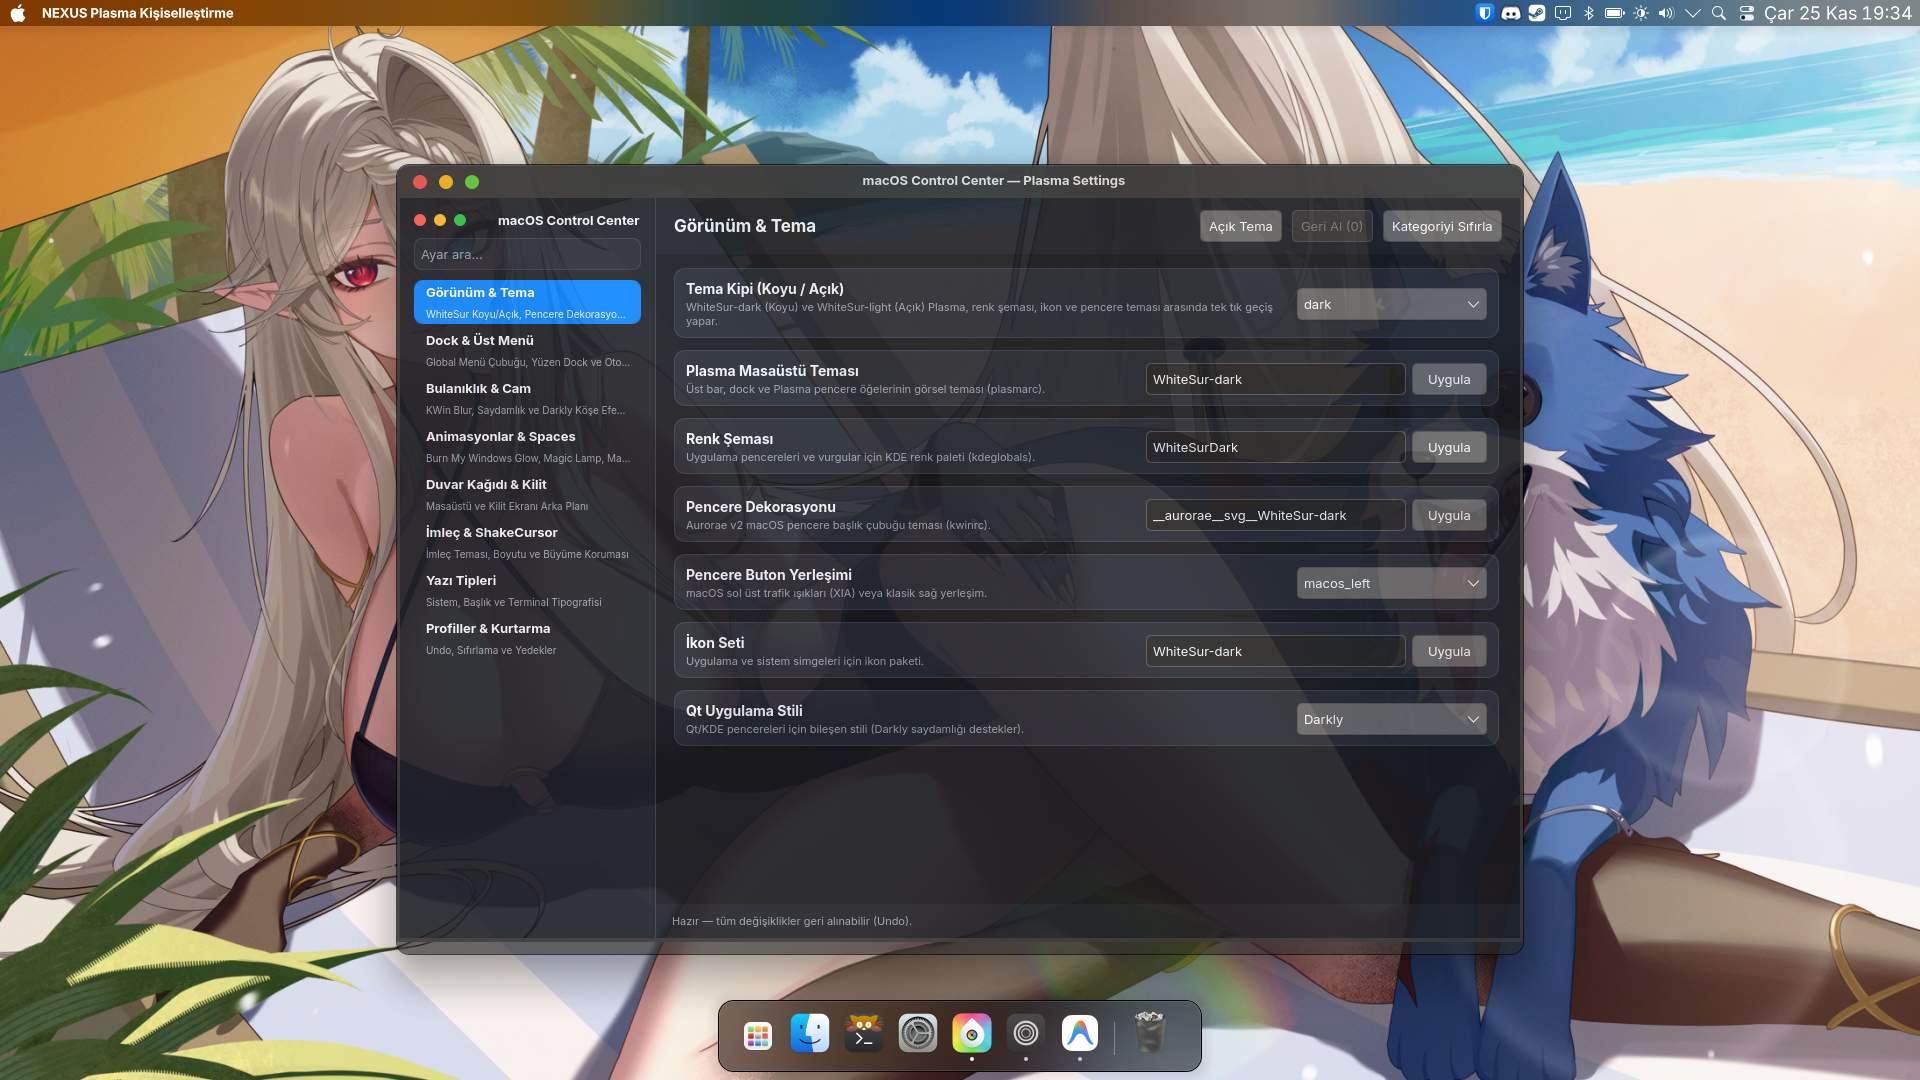 NEXUS Plasma Kişiselleştirme
Çar 25 Kas 19:34
macOS Control Center — Plasma Settings
macOS Control Center
Ayar ara...
Görünüm & Tema
WhiteSur Koyu/Açık, Pencere Dekorasyo...
Dock & Üst Menü
Global Menü Çubuğu, Yüzen Dock ve Oto...
Bulanıklık & Cam
KWin Blur, Saydamlık ve Darkly Köşe Efe...
Animasyonlar & Spaces
Burn My Windows Glow, Magic Lamp, Ma...
Duvar Kağıdı & Kilit
Masaüstü ve Kilit Ekranı Arka Planı
İmleç & ShakeCursor
İmleç Teması, Boyutu ve Büyüme Koruması
Yazı Tipleri
Sistem, Başlık ve Terminal Tipografisi
Profiller & Kurtarma
Undo, Sıfırlama ve Yedekler
Görünüm & Tema
Açık Tema
Geri Al (0)
Kategoriyi Sıfırla
Tema Kipi (Koyu / Açık)
WhiteSur-dark (Koyu) ve WhiteSur-light (Açık) Plasma, renk şeması, ikon ve pencere teması arasında tek tık geçiş
yapar.
dark
Plasma Masaüstü Teması
Üst bar, dock ve Plasma pencere öğelerinin görsel teması (plasmarc).
WhiteSur-dark
Uygula
Renk Şeması
Uygulama pencereleri ve vurgular için KDE renk paleti (kdeglobals).
WhiteSurDark
Uygula
Pencere Dekorasyonu
Aurorae v2 macOS pencere başlık çubuğu teması (kwinrc).
__aurorae__svg__WhiteSur-dark
Uygula
Pencere Buton Yerleşimi
macOS sol üst trafik ışıkları (XIA) veya klasik sağ yerleşim.
macos_left
İkon Seti
Uygulama ve sistem simgeleri için ikon paketi.
WhiteSur-dark
Uygula
Qt Uygulama Stili
Qt/KDE pencereleri için bileşen stili (Darkly saydamlığı destekler).
Darkly
Hazır — tüm değişiklikler geri alınabilir (Undo).